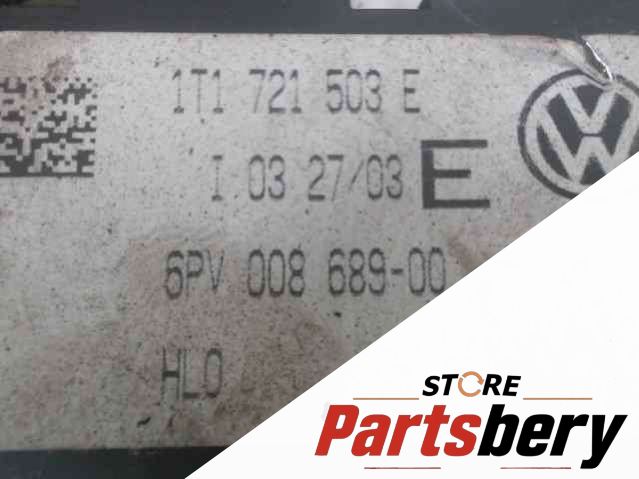 1T1 721 503 E
I 03 27/03 E
6PV 008 689-00
HLO
STORE
Partsbery